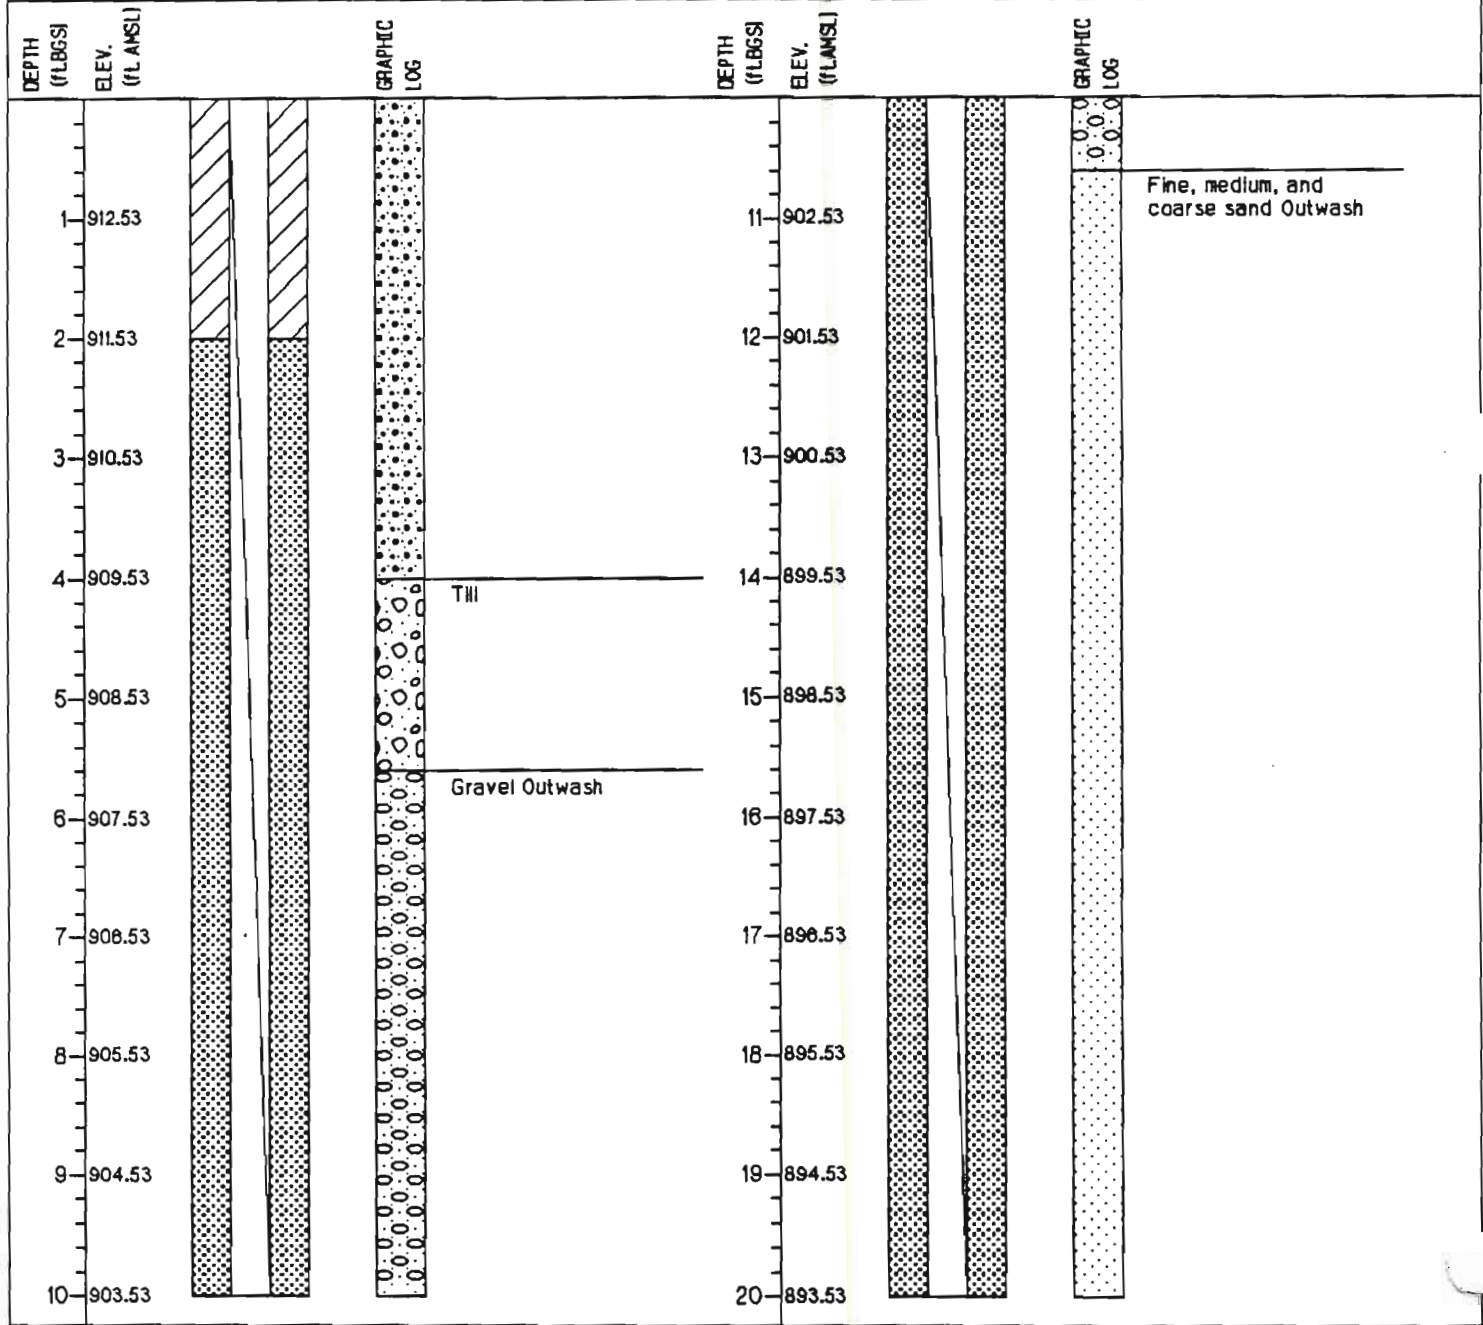 DEPTH
(ft.BGS)
ELEV.
(ft. AMSL)
GRAPHIC
LOG
1 912.53
2 911.53
3 910.53
4 909.53
Till
5 908.53
Gravel Outwash
6 907.53
7 906.53
8 905.53
9 904.53
10 903.53
DEPTH
(ft.BGS)
ELEV.
(ft.AMSL)
GRAPHIC
LOG
Fine, medium, and
coarse sand Outwash
11 902.53
12 901.53
13 900.53
14 899.53
15 898.53
16 897.53
17 896.53
18 895.53
19 894.53
20 893.53